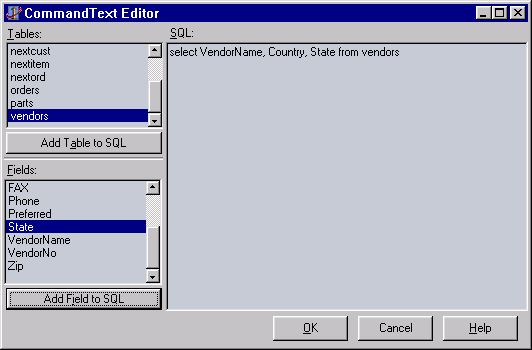 CommandText Editor
Tables:
nextcust
nextitem
nextord
orders
parts
vendors
Add Table to SQL
Fields:
FAX
Phone
Preferred
State
VendorName
VendorNo
Zip
Add Field to SQL
SQL:
select VendorName, Country, State from vendors
OK
Cancel
Help